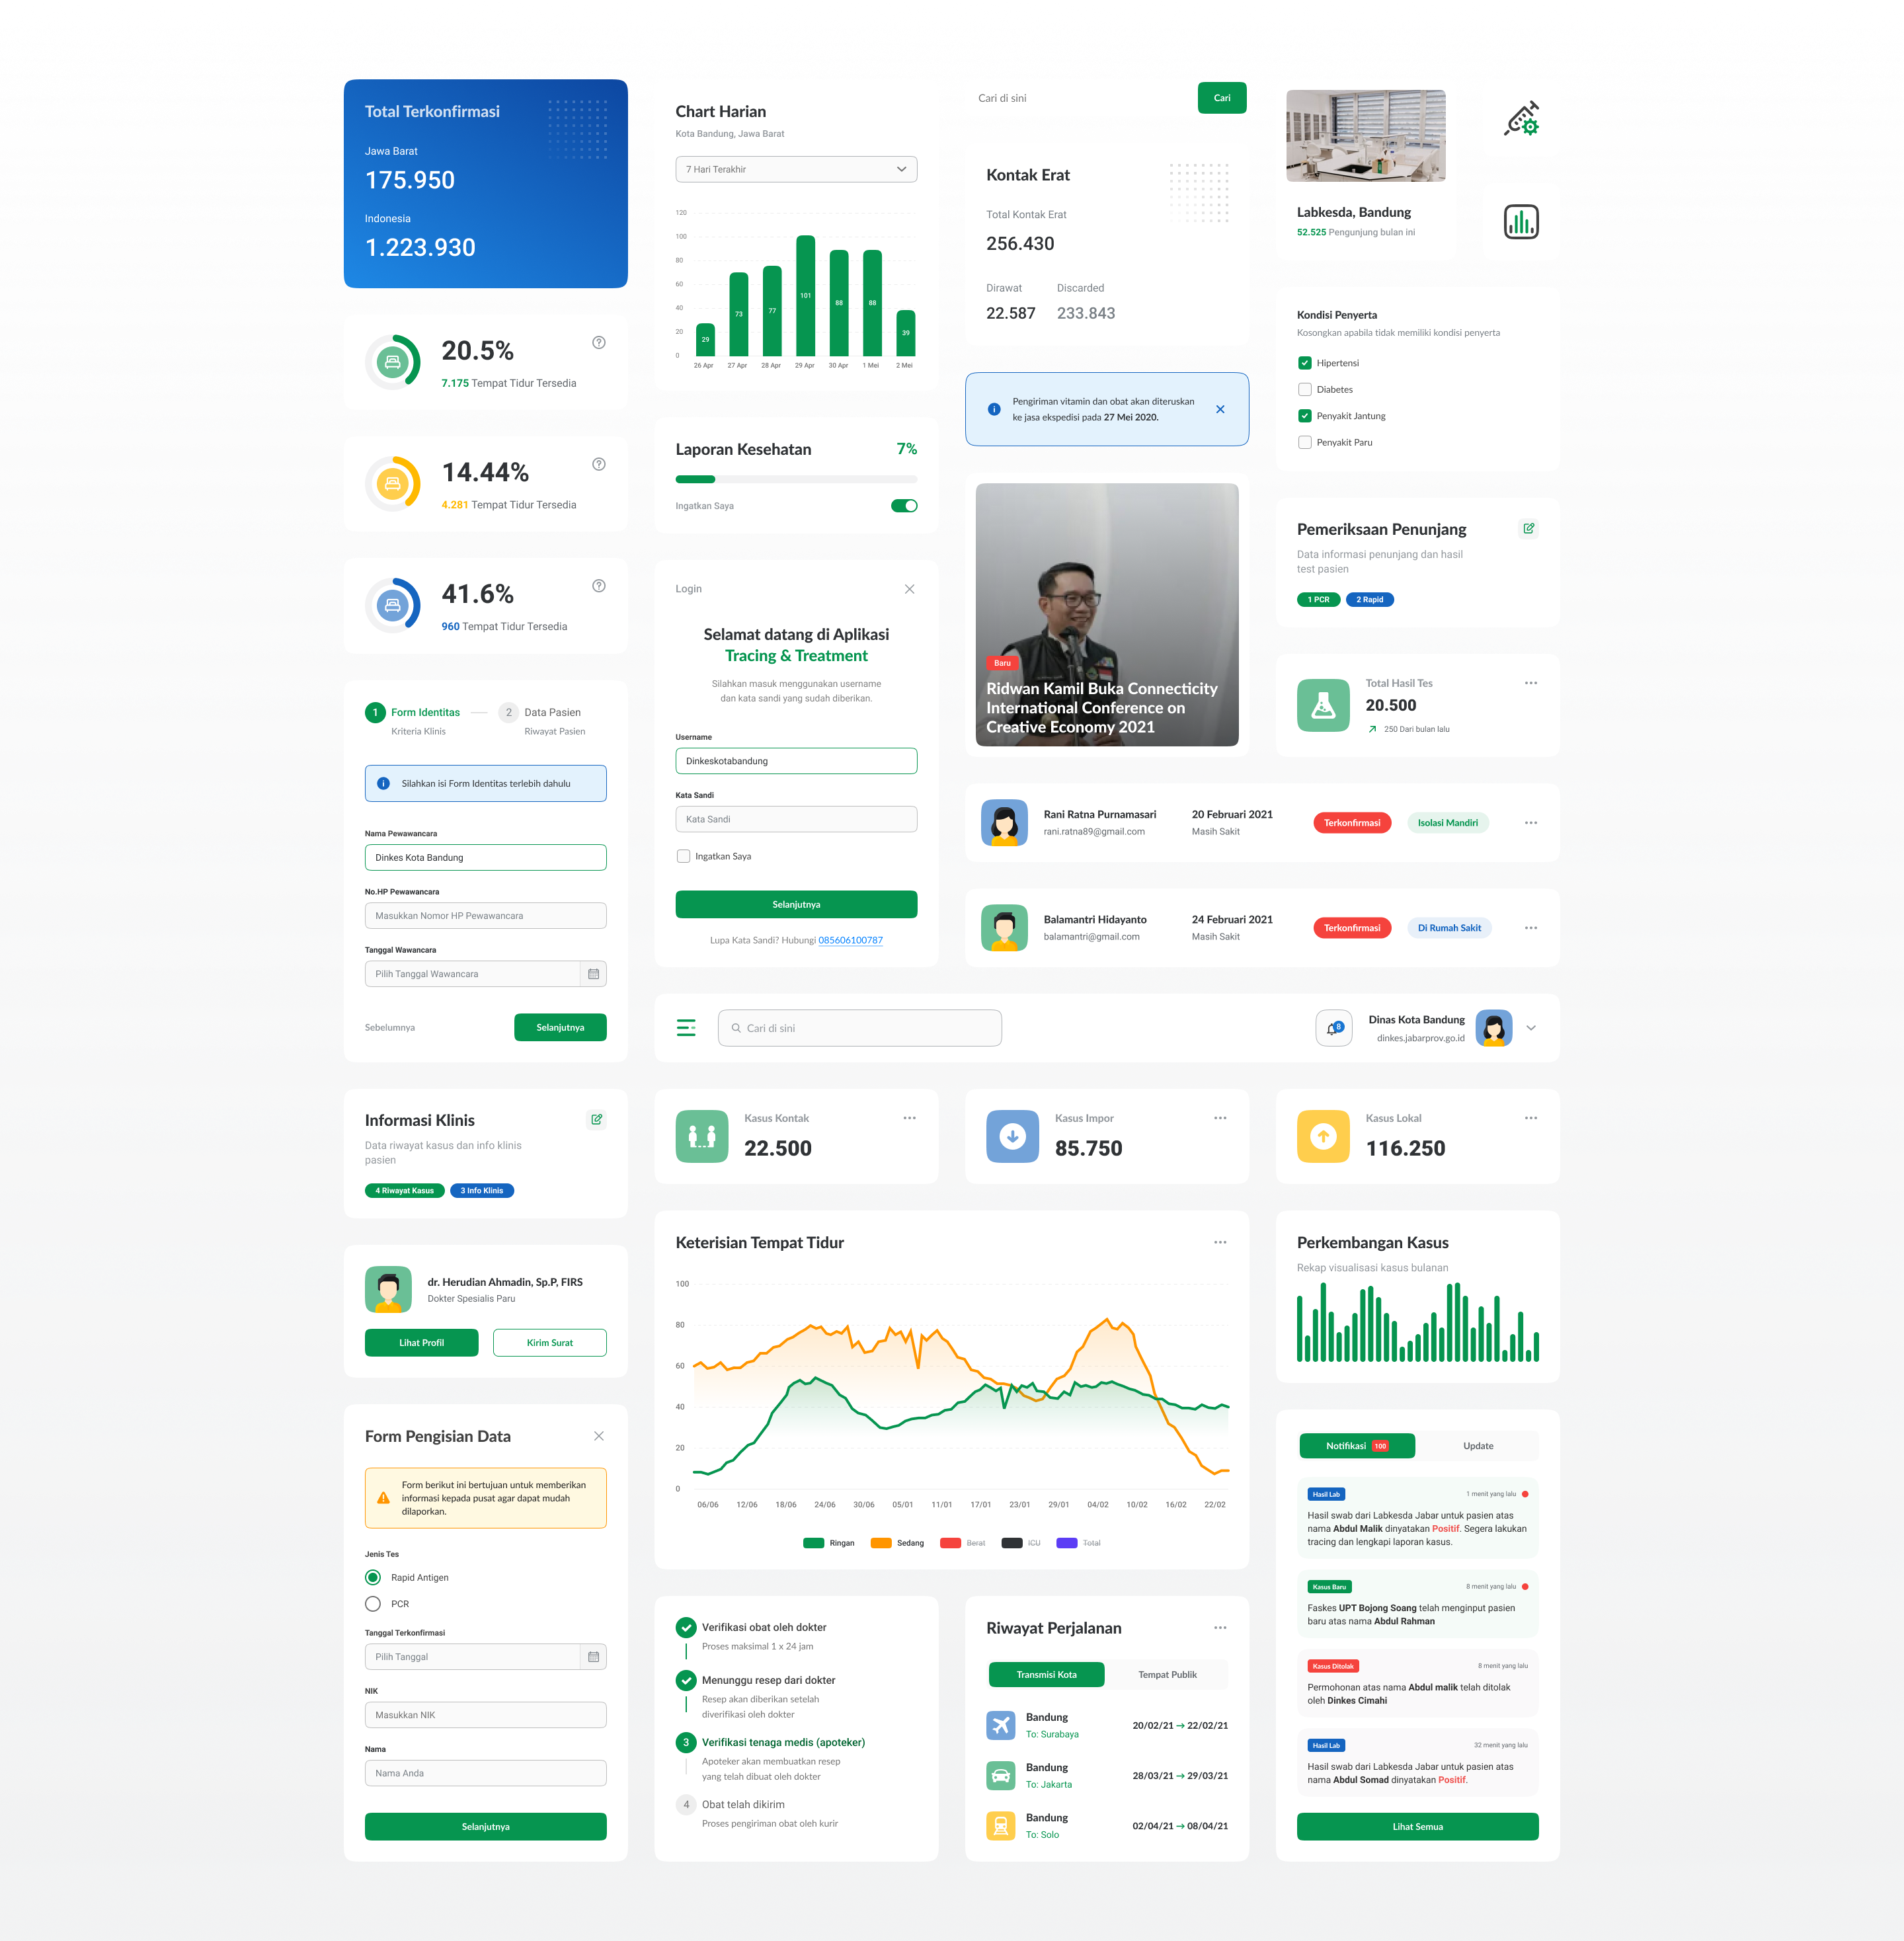 Total Terkonfirmasi
Jawa Barat
175.950
Indonesia
1.223.930
20.5%
7.175 Tempat Tidur Tersedia
14.44%
4.281 Tempat Tidur Tersedia
41.6%
960 Tempat Tidur Tersedia
1 Form Identitas
Kriteria Klinis
2 Data Pasien
Riwayat Pasien
Silahkan isi Form Identitas terlebih dahulu
Nama Pewawancara
Dinkes Kota Bandung
No.HP Pewawancara
Masukkan Nomor HP Pewawancara
Tanggal Wawancara
Pilih Tanggal Wawancara
Sebelumnya
Selanjutnya
Chart Harian
Kota Bandung, Jawa Barat
7 Hari Terakhir
120
100
80
60
40
20
0
29
73
77
101
88
88
39
26 Apr
27 Apr
28 Apr
29 Apr
30 Apr
1 Mei
2 Mei
Laporan Kesehatan
7%
Ingatkan Saya
Login
Selamat datang di Aplikasi
Tracing & Treatment
Silahkan masuk menggunakan username
dan kata sandi yang sudah diberikan.
Username
Dinkeskotabandung
Kata Sandi
Kata Sandi
Ingatkan Saya
Selanjutnya
Lupa Kata Sandi? Hubungi 085606100787
Cari di sini
Cari
Kontak Erat
Total Kontak Erat
256.430
Dirawat
22.587
Discarded
233.843
Pengiriman vitamin dan obat akan diteruskan
ke jasa ekspedisi pada 27 Mei 2020.
Baru
Ridwan Kamil Buka Connecticity
International Conference on
Creative Economy 2021
Labkesda, Bandung
52.525 Pengunjung bulan ini
Kondisi Penyerta
Kosongkan apabila tidak memiliki kondisi penyerta
Hipertensi
Diabetes
Penyakit Jantung
Penyakit Paru
Pemeriksaan Penunjang
Data informasi penunjang dan hasil
test pasien
1 PCR
2 Rapid
Total Hasil Tes
20.500
250 Dari bulan lalu
Rani Ratna Purnamasari
rani.ratna89@gmail.com
20 Februari 2021
Masih Sakit
Terkonfirmasi
Isolasi Mandiri
Balamantri Hidayanto
balamantri@gmail.com
24 Februari 2021
Masih Sakit
Terkonfirmasi
Di Rumah Sakit
Cari di sini
8
Dinas Kota Bandung
dinkes.jabarprov.go.id
Informasi Klinis
Data riwayat kasus dan info klinis
pasien
4 Riwayat Kasus
3 Info Klinis
Kasus Kontak
22.500
Kasus Impor
85.750
Kasus Lokal
116.250
dr. Herudian Ahmadin, Sp.P, FIRS
Dokter Spesialis Paru
Lihat Profil
Kirim Surat
Form Pengisian Data
Form berikut ini bertujuan untuk memberikan
informasi kepada pusat agar dapat mudah
dilaporkan.
Jenis Tes
Rapid Antigen
PCR
Tanggal Terkonfirmasi
Pilih Tanggal
NIK
Masukkan NIK
Nama
Nama Anda
Selanjutnya
Keterisian Tempat Tidur
100
80
60
40
20
0
06/06
12/06
18/06
24/06
30/06
05/01
11/01
17/01
23/01
29/01
04/02
10/02
16/02
22/02
Ringan
Sedang
Berat
ICU
Total
Perkembangan Kasus
Rekap visualisasi kasus bulanan
Verifikasi obat oleh dokter
Proses maksimal 1 x 24 jam
Menunggu resep dari dokter
Resep akan diberikan setelah
diverifikasi oleh dokter
3 Verifikasi tenaga medis (apoteker)
Apoteker akan membuatkan resep
yang telah dibuat oleh dokter
4 Obat telah dikirim
Proses pengiriman obat oleh kurir
Riwayat Perjalanan
Transmisi Kota
Tempat Publik
Bandung
To: Surabaya
20/02/21 → 22/02/21
Bandung
To: Jakarta
28/03/21 → 29/03/21
Bandung
To: Solo
02/04/21 → 08/04/21
Notifikasi 100
Update
Hasil Lab
1 menit yang lalu
Hasil swab dari Labkesda Jabar untuk pasien atas
nama Abdul Malik dinyatakan Positif. Segera lakukan
tracing dan lengkapi laporan kasus.
Kasus Baru
8 menit yang lalu
Faskes UPT Bojong Soang telah menginput pasien
baru atas nama Abdul Rahman
Kasus Ditolak
8 menit yang lalu
Permohonan atas nama Abdul malik telah ditolak
oleh Dinkes Cimahi
Hasil Lab
32 menit yang lalu
Hasil swab dari Labkesda Jabar untuk pasien atas
nama Abdul Somad dinyatakan Positif.
Lihat Semua